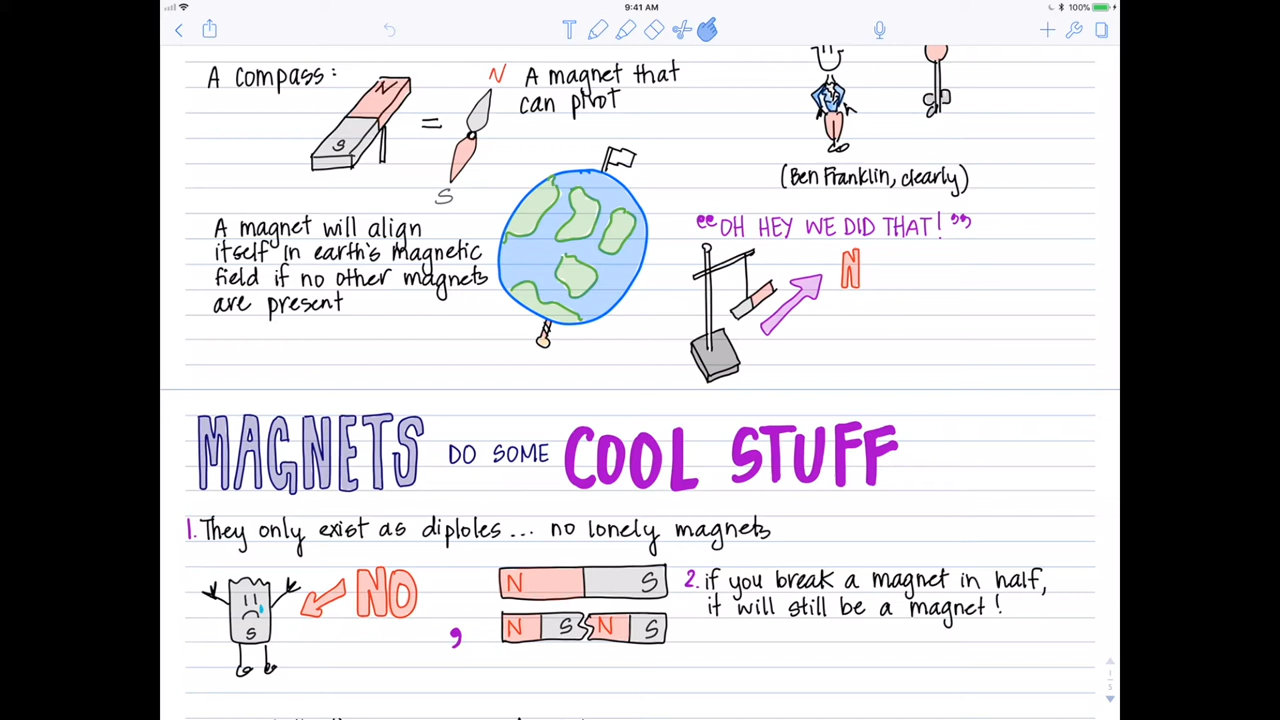 9:41 AM
100%
T
A compass:
N
S
=
N
S
A magnet that
can pivot
(Ben Franklin, clearly)
A magnet will align
itself in earth's magnetic
field if no other magnets
are present
"OH HEY WE DID THAT!"
N
MAGNETS DO SOME COOL STUFF
1. They only exist as diploles... no lonely magnets
S
NO
,
N S
N S N S
2. if you break a magnet in half,
it will still be a magnet!
1
5